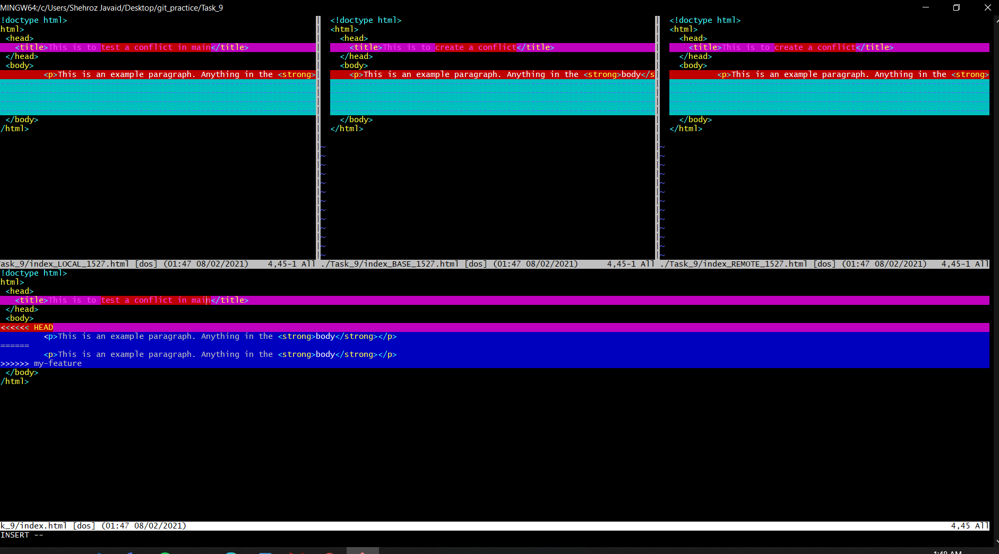 MINGW64:/c/Users/Shehroz Javaid/Desktop/git_practice/Task_9
!doctype html>
html>
<head>
<title>This is to test a conflict in main</title>
</head>
<body>
<p>This is an example paragraph. Anything in the <strong>
</body>
/html>
<!doctype html>
<html>
<head>
<title>This is to create a conflict</title>
</head>
<body>
<p>This is an example paragraph. Anything in the <strong>body</s
</body>
</html>
~
~
~
~
~
~
~
~
~
~
~
~
~
<!doctype html>
<html>
<head>
<title>This is to create a conflict</title>
</head>
<body>
<p>This is an example paragraph. Anything in the <strong>
</body>
</html>
~
~
~
~
~
~
~
~
~
~
~
~
~
ask_9/index_LOCAL_1527.html [dos] (01:47 08/02/2021) 4,45-1 All
./Task_9/index_BASE_1527.html [dos] (01:47 08/02/2021) 4,45-1 All
./Task_9/index_REMOTE_1527.html [dos] (01:47 08/02/2021) 4,45-1 All
!doctype html>
html>
<head>
<title>This is to test a conflict in main</title>
</head>
<body>
<<<<<< HEAD
<p>This is an example paragraph. Anything in the <strong>body</strong></p>
======
<p>This is an example paragraph. Anything in the <strong>body</strong></p>
>>>>>> my-feature
</body>
/html>
k_9/index.html [dos] (01:47 08/02/2021) 4,45 All
INSERT --
1:48 AM